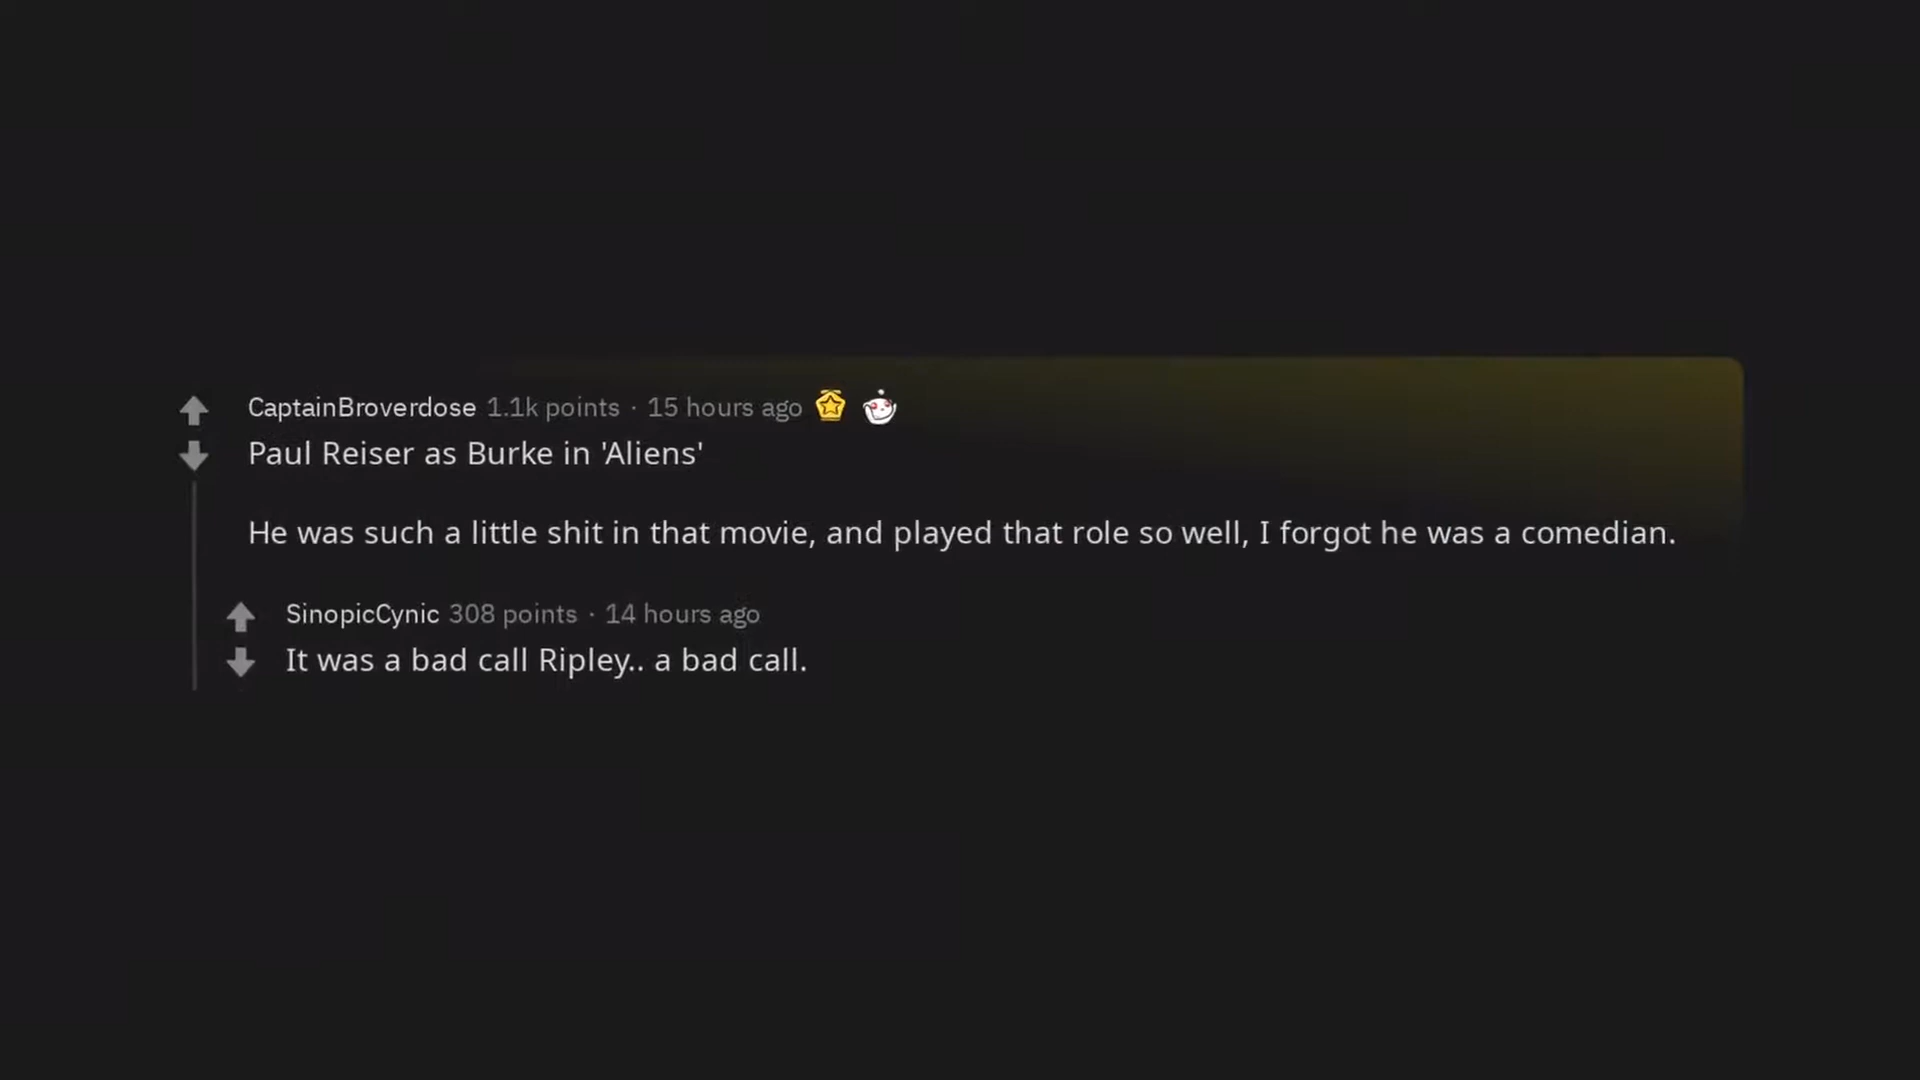 CaptainBroverdose 1.1k points · 15 hours ago
Paul Reiser as Burke in 'Aliens'
He was such a little shit in that movie, and played that role so well, I forgot he was a comedian.
SinopicCynic 308 points · 14 hours ago
It was a bad call Ripley.. a bad call.